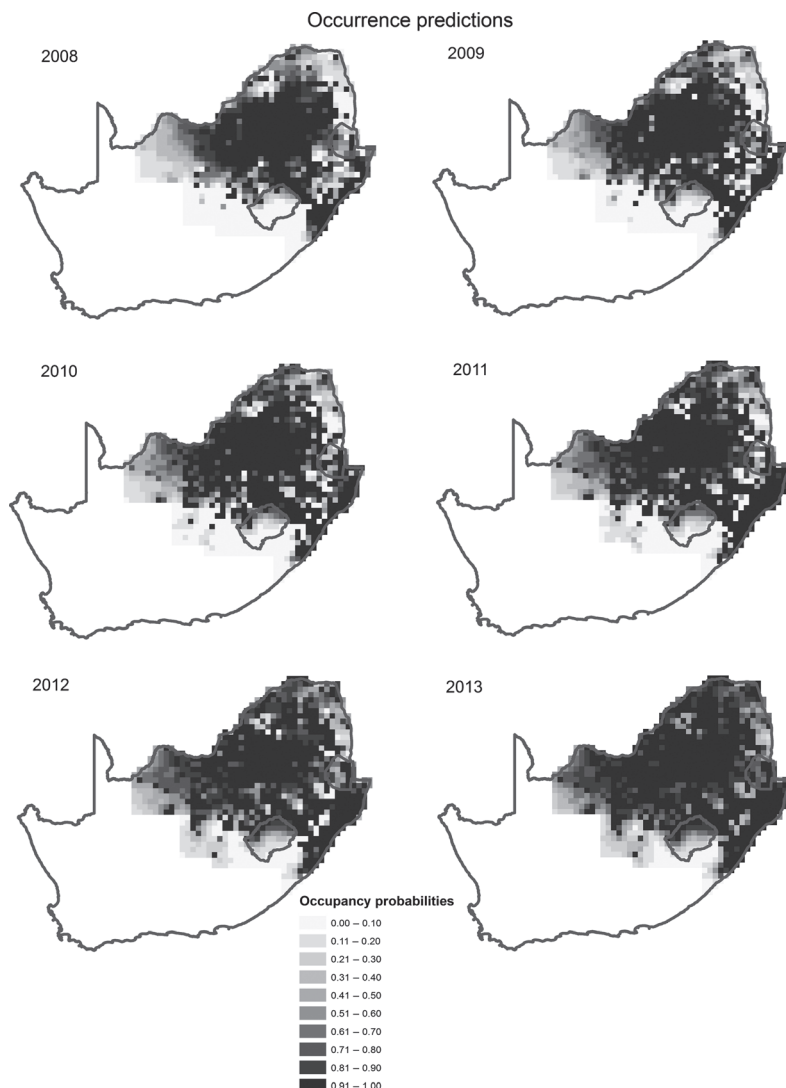 Occurrence predictions
2008
2009
2010
2011
2012
2013
Occupancy probabilities
0.00 – 0.10
0.11 – 0.20
0.21 – 0.30
0.31 – 0.40
0.41 – 0.50
0.51 – 0.60
0.61 – 0.70
0.71 – 0.80
0.81 – 0.90
0.91 – 1.00